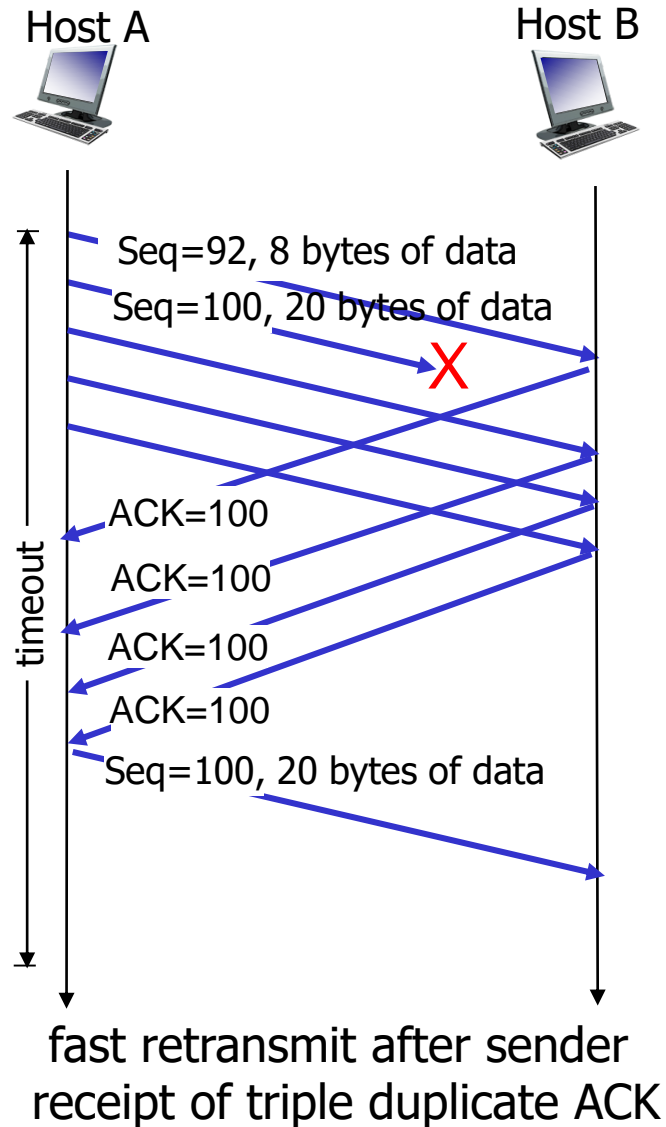 Host A
Host B
Seq=92, 8 bytes of data
Seq=100, 20 bytes of data
X
ACK=100
timeout
ACK=100
ACK=100
ACK=100
Seq=100, 20 bytes of data
fast retransmit after sender
receipt of triple duplicate ACK